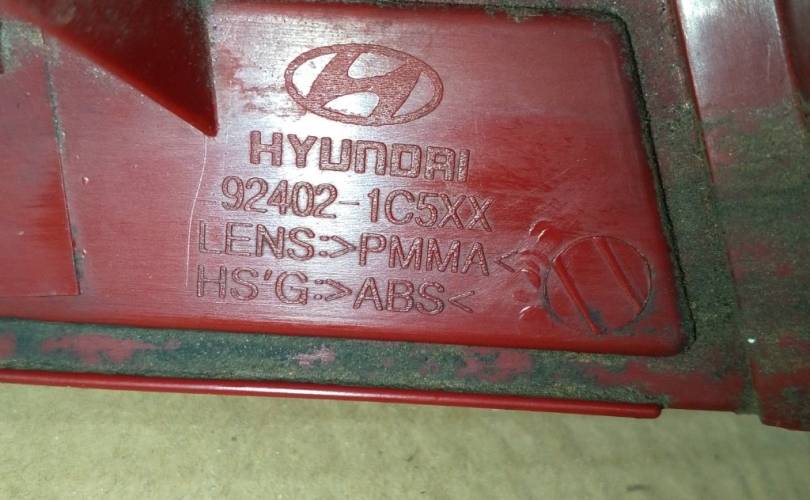 HYUNDAI
92402-1C5XX
LENS:>PMMA<
HS'G:>ABS<